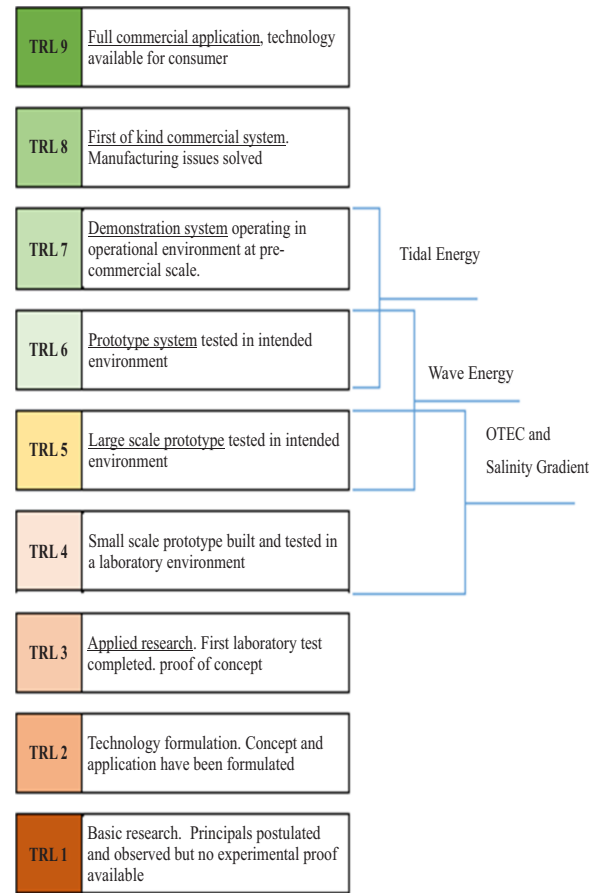 TRL 9
Full commercial application, technology
available for consumer
TRL 8
First of kind commercial system.
Manufacturing issues solved
TRL 7
Demonstration system operating in
operational environment at pre-
commercial scale.
Tidal Energy
TRL 6
Prototype system tested in intended
environment
Wave Energy
TRL 5
Large scale prototype tested in intended
environment
OTEC and
Salinity Gradient
TRL 4
Small scale prototype built and tested in
a laboratory environment
TRL 3
Applied research. First laboratory test
completed. proof of concept
TRL 2
Technology formulation. Concept and
application have been formulated
TRL 1
Basic research. Principals postulated
and observed but no experimental proof
available